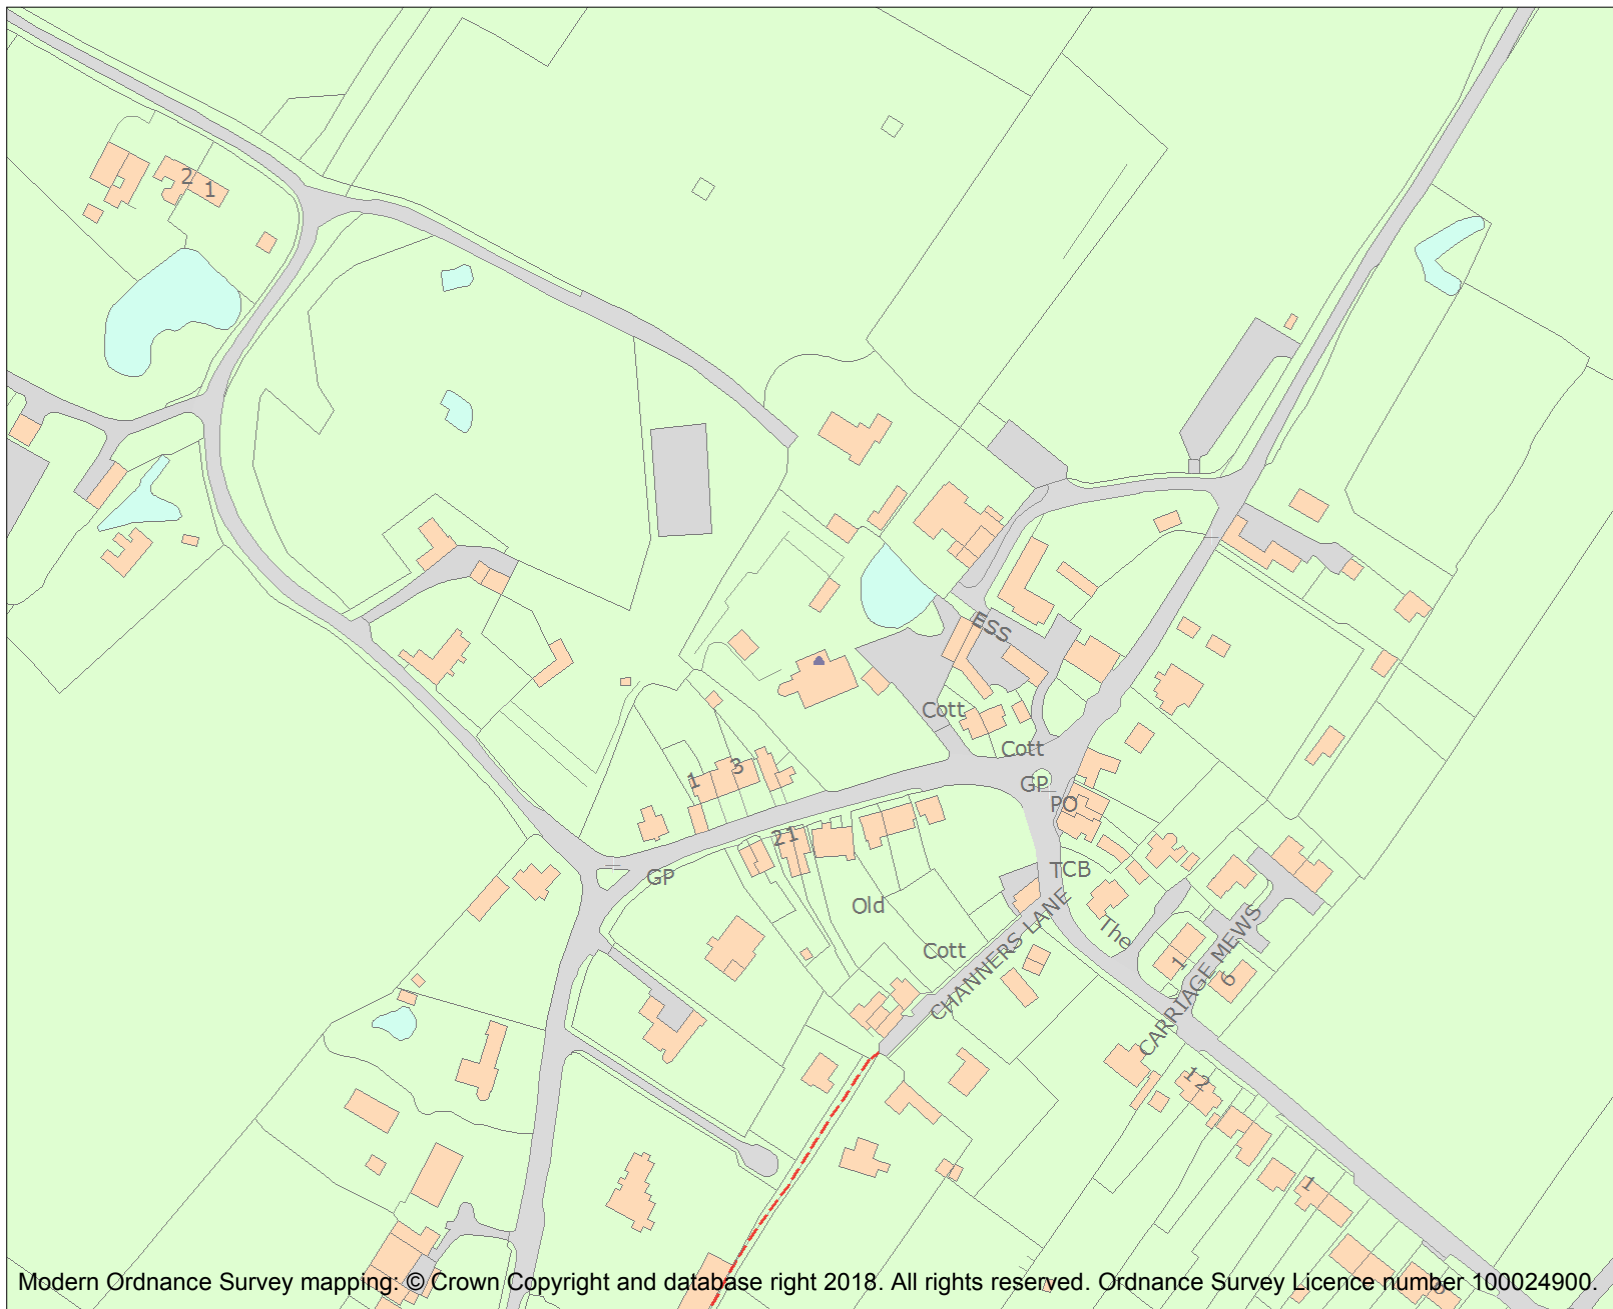 2
1
ESS
Cott
Cott
3
1
GP
PO
21
TCB
GP
Old
The
Cott
CHANNERS LANE
1
6
CARRIAGE MEWS
12
1
Modern Ordnance Survey mapping: © Crown Copyright and database right 2018. All rights reserved. Ordnance Survey Licence number 100024900.